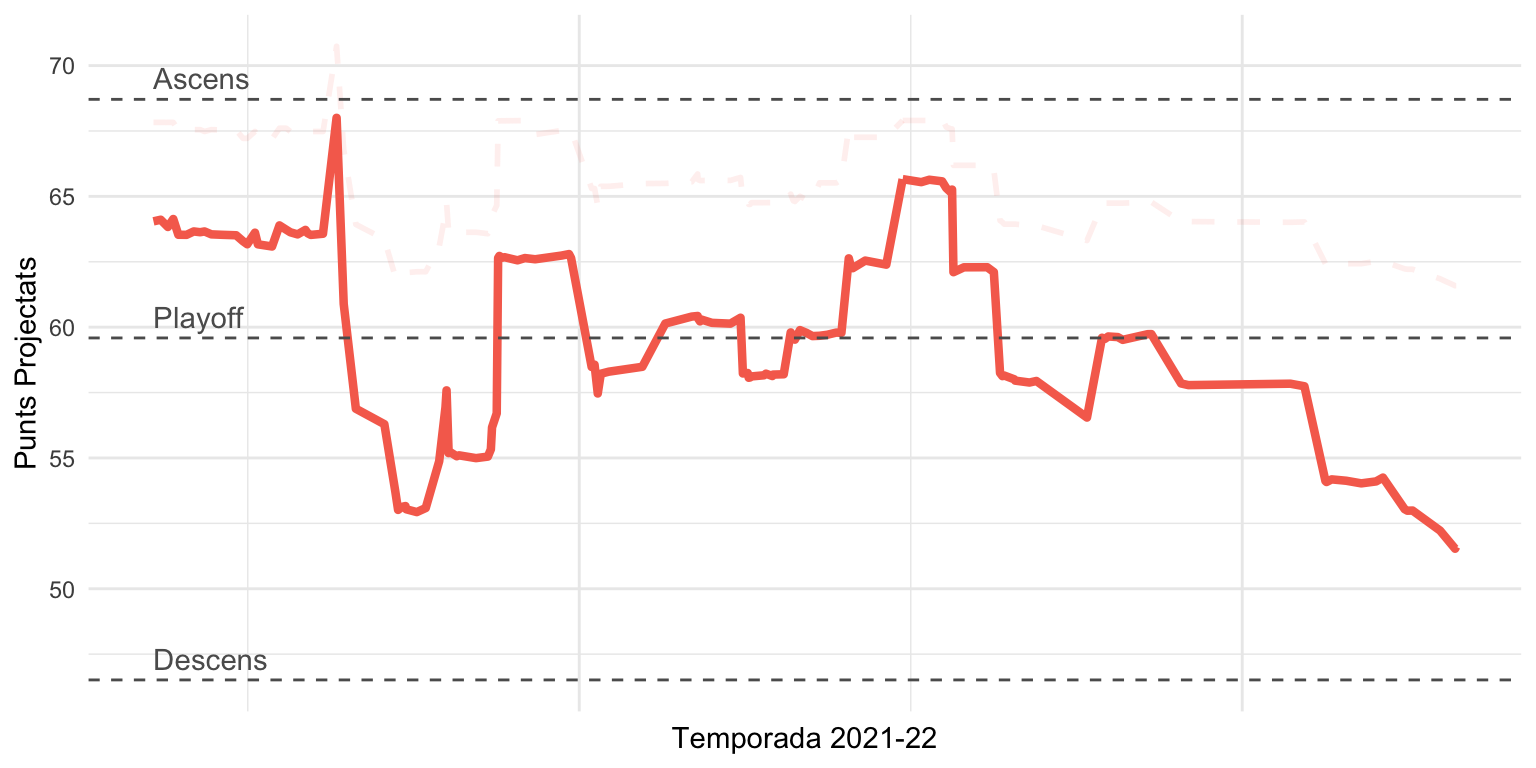 70
Ascens
65
Playoff
60
Punts Projectats
55
50
Descens
Temporada 2021-22